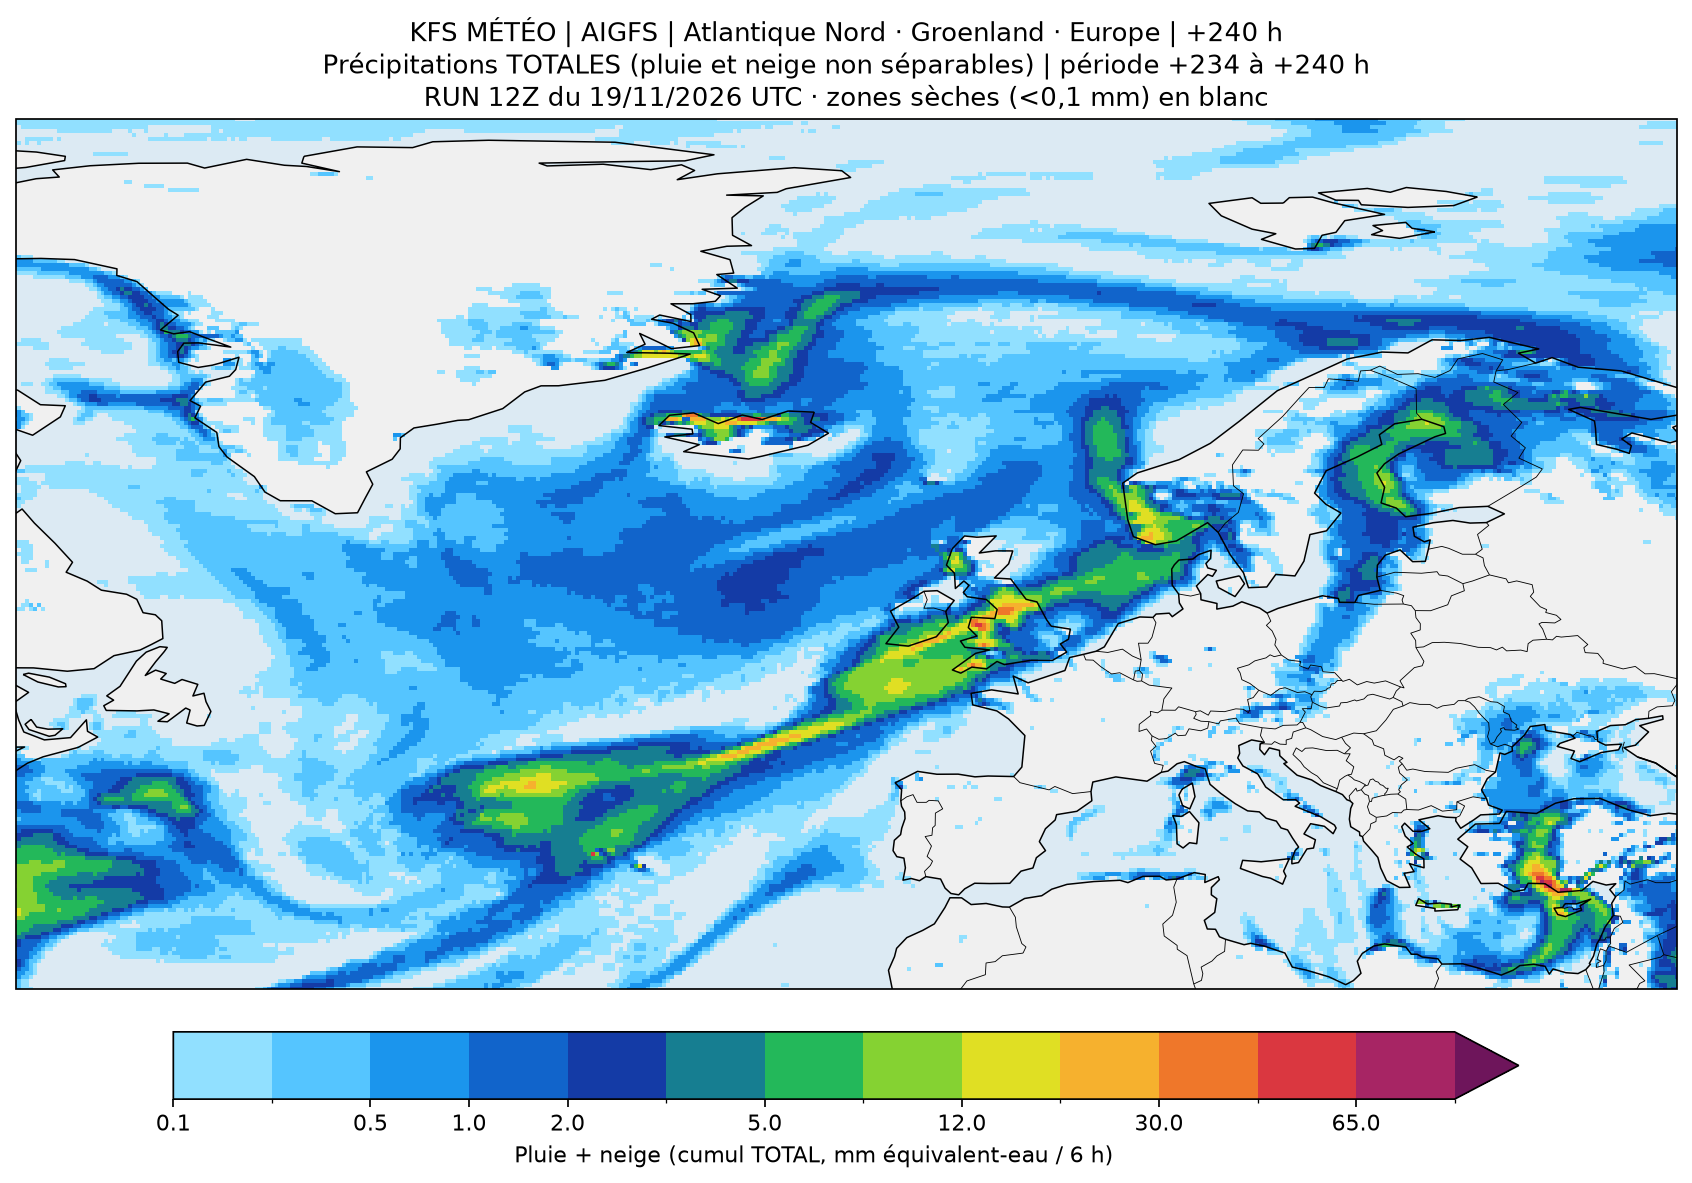 KFS MÉTÉO | AIGFS | Atlantique Nord · Groenland · Europe | +240 h
Précipitations TOTALES (pluie et neige non séparables) | période +234 à +240 h
RUN 12Z du 19/11/2026 UTC · zones sèches (<0,1 mm) en blanc
0.1 0.5 1.0 2.0 5.0 12.0 30.0 65.0
Pluie + neige (cumul TOTAL, mm équivalent-eau / 6 h)